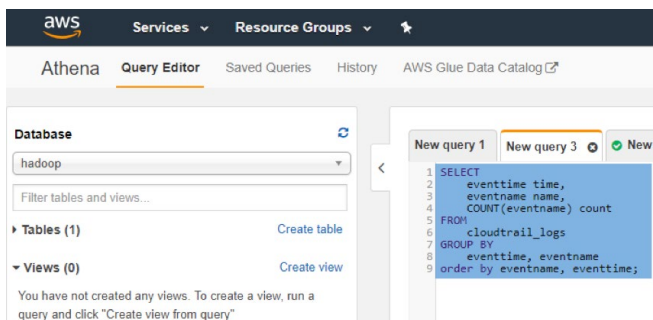 aws Services Resource Groups
Athena Query Editor Saved Queries History AWS Glue Data Catalog
Database
hadoop
Filter tables and views...
Tables (1) Create table
Views (0) Create view
You have not created any views. To create a view, run a
query and click "Create view from query"
New query 1 New query 3 New
1 SELECT
2 eventtime time,
3 eventname name,
4 COUNT(eventname) count
5 FROM
6 cloudtrail_logs
7 GROUP BY
8 eventtime, eventname
9 order by eventname, eventtime;